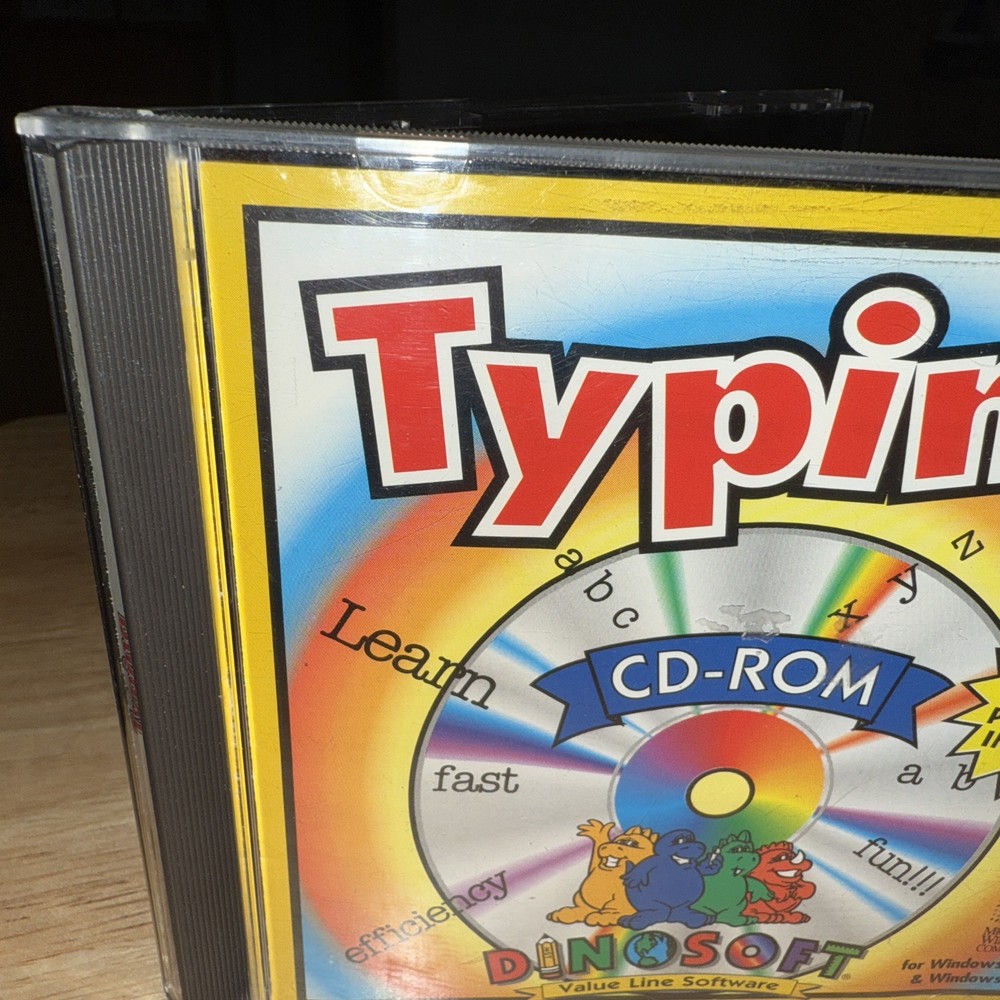 Typin
a b c
x y z
Learn
CD-ROM
fast
a b
fun!!!
efficiency
DINOSOFT
Value Line Software
for Windows
& Windows